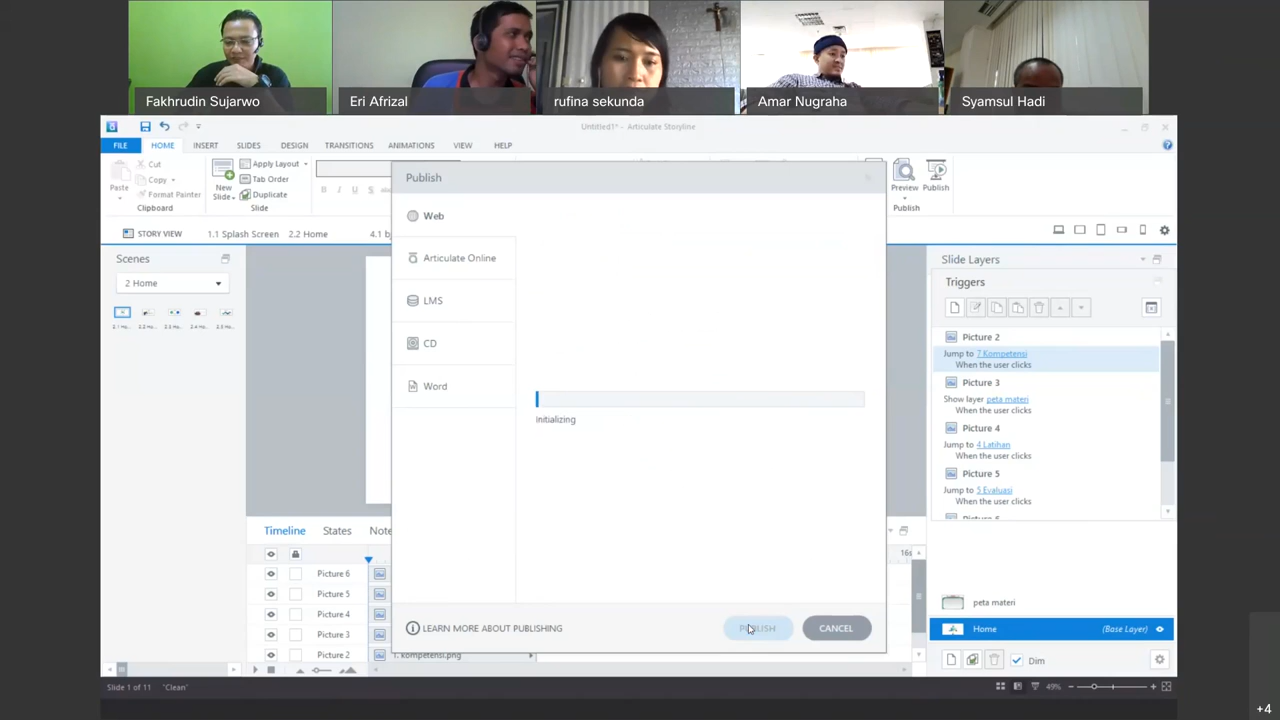 Fakhrudin Sujarwo
Eri Afrizal
rufina sekunda
Amar Nugraha
Syamsul Hadi
Untitled1* - Articulate Storyline
FILE HOME INSERT SLIDES DESIGN TRANSITIONS ANIMATIONS VIEW HELP
Paste
Cut
Copy
Format Painter
Clipboard
New
Slide
Apply Layout
Tab Order
Duplicate
Slide
Preview
Publish
Publish
STORY VIEW 1.1 Splash Screen 2.2 Home
Scenes
2 Home
Publish
Web
Articulate Online
LMS
CD
Word
Initializing
LEARN MORE ABOUT PUBLISHING
PUBLISH CANCEL
Slide Layers
Triggers
Picture 2
Jump to 7 Kompetensi
When the user clicks
Picture 3
Show layer peta materi
When the user clicks
Picture 4
Jump to 4 Latihan
When the user clicks
Picture 5
Jump to 5 Evaluasi
When the user clicks
peta materi
Home (Base Layer)
Dim
Timeline States
Picture 6
Picture 5
Picture 4
Picture 3
Picture 2
1. kompetensi.png
Slide 1 of 11 'Clean'
49%
+4